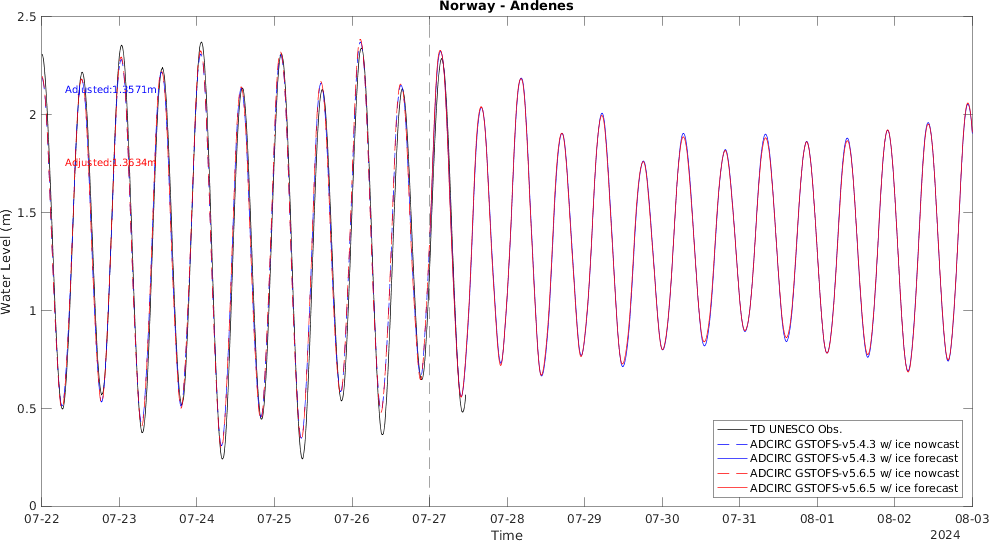 Norway - Andenes
2.5
2
1.5
1
0.5
0
Water Level (m)
Adjusted:1.3571m
Adjusted:1.3634m
TD UNESCO Obs.
ADCIRC GSTOFS-v5.4.3 w/ ice nowcast
ADCIRC GSTOFS-v5.4.3 w/ ice forecast
ADCIRC GSTOFS-v5.6.5 w/ ice nowcast
ADCIRC GSTOFS-v5.6.5 w/ ice forecast
07-22 07-23 07-24 07-25 07-26 07-27 07-28 07-29 07-30 07-31 08-01 08-02 08-03
Time
2024